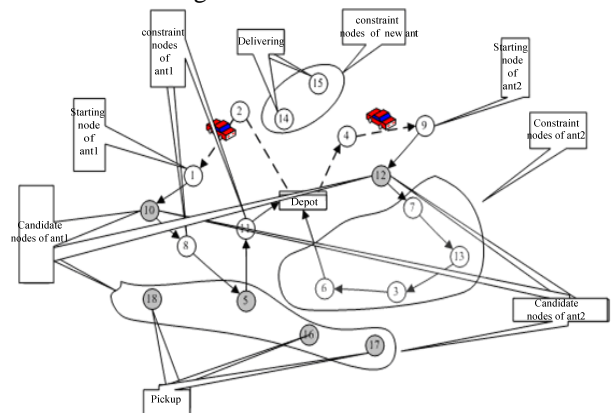 constraint
nodes
of
ant1
Delivering
constraint
nodes of new ant
Starting
node
of
ant2
15
14
2
4
9
Starting
node
of
ant1
Constraint
nodes of ant2
1
12
10
Depot
7
Candidate
nodes of ant1
8
11
13
18
5
6
3
Candidate
nodes of ant2
16
17
Pickup